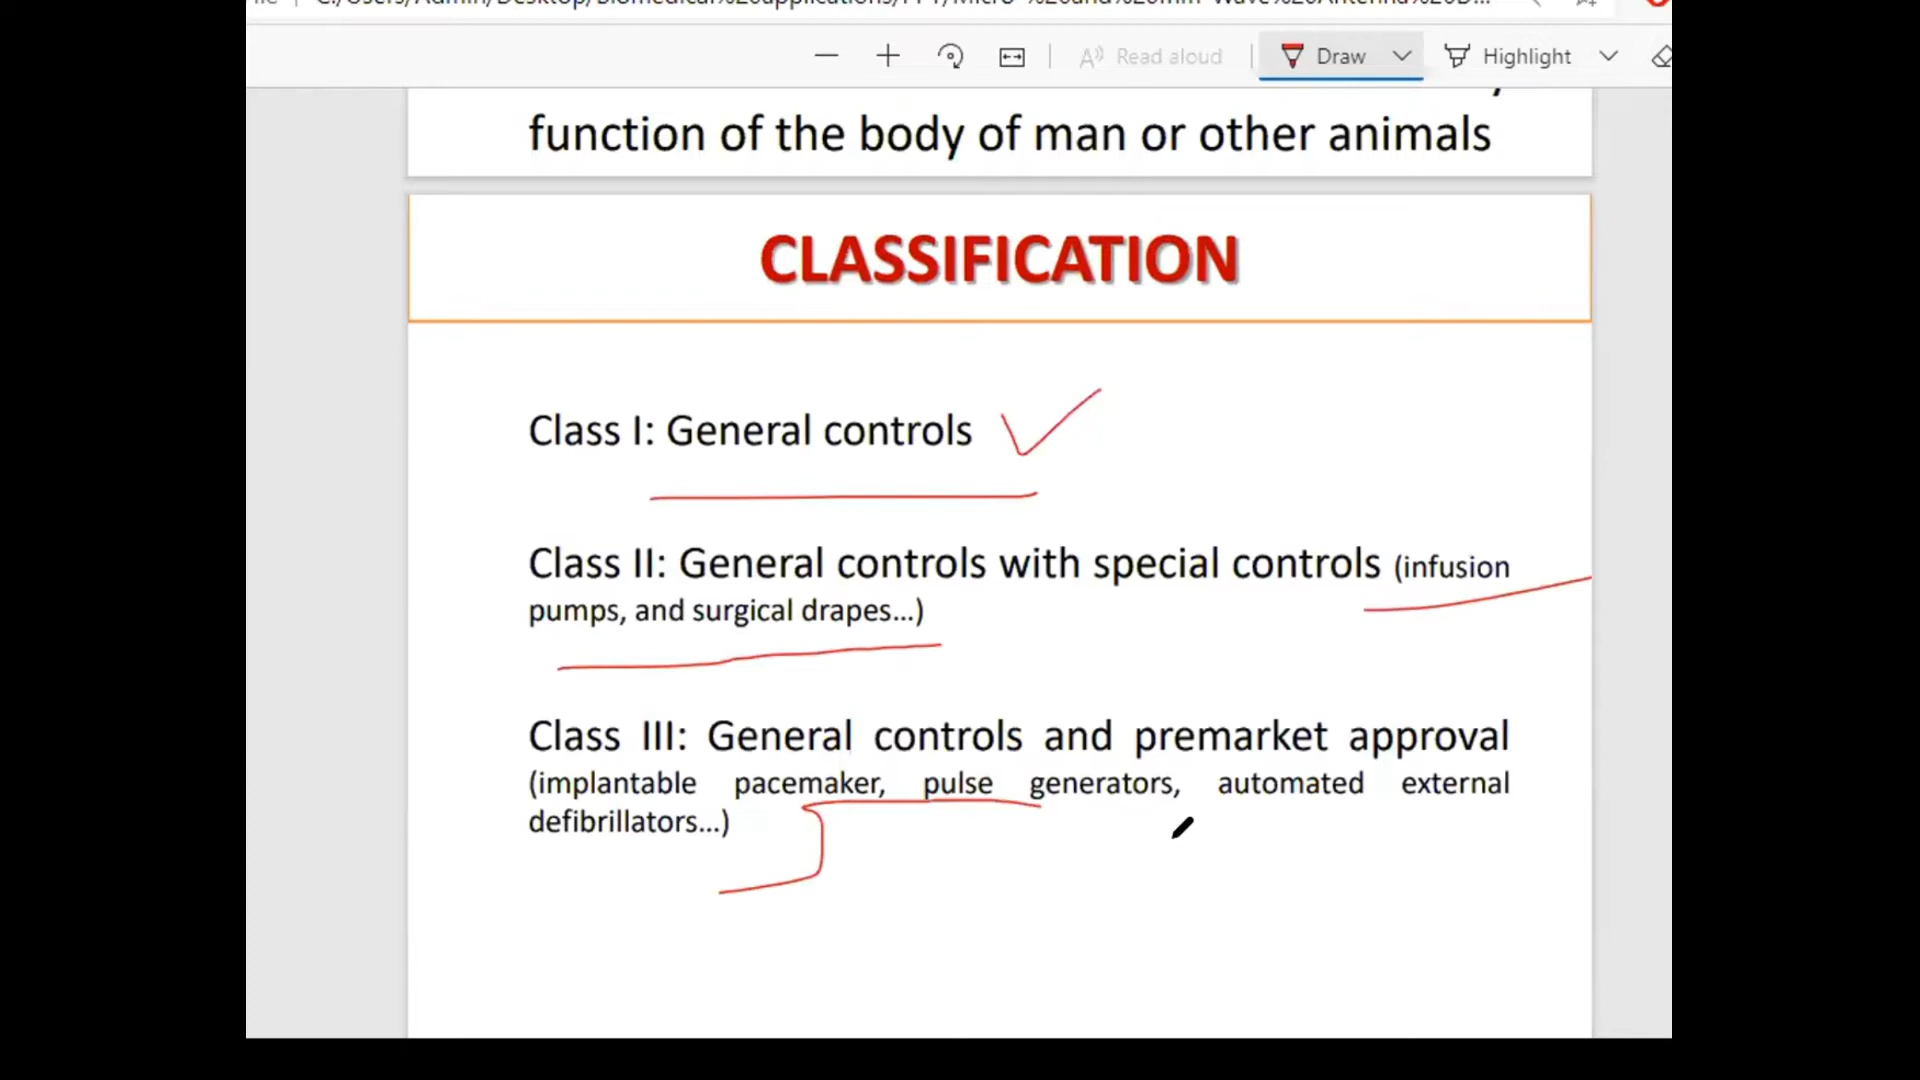 Read aloud
Draw
Highlight
function of the body of man or other animals
CLASSIFICATION
Class I: General controls
Class II: General controls with special controls (infusion
pumps, and surgical drapes...)
Class III: General controls and premarket approval
(implantable pacemaker, pulse generators, automated external
defibrillators...)